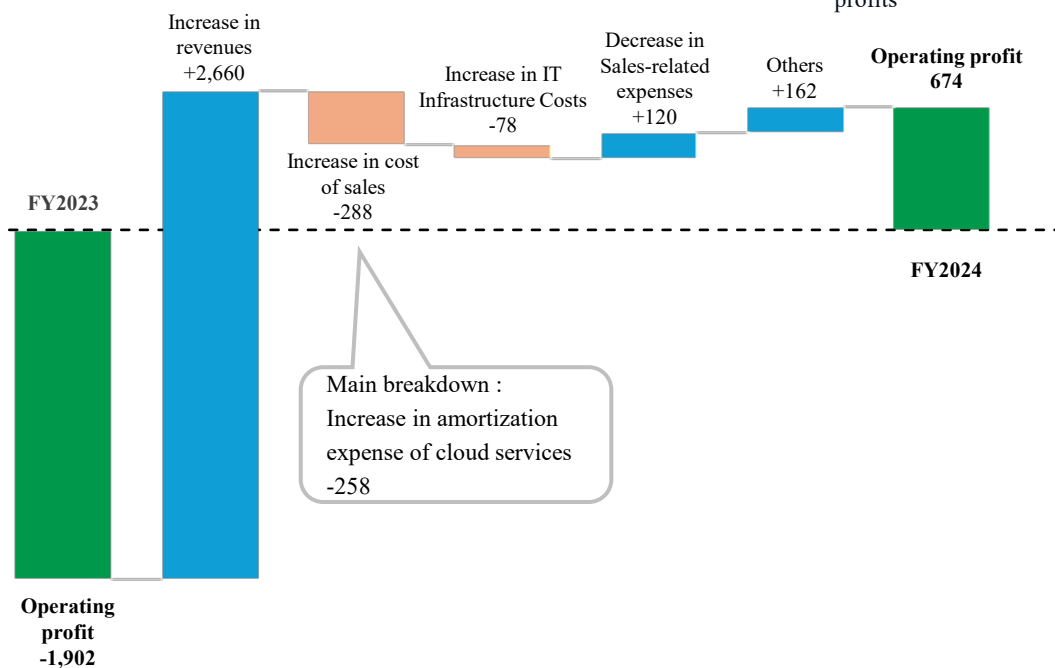 profits
Increase in
revenues
+2,660
Increase in cost
of sales
-288
Increase in IT
Infrastructure Costs
-78
Decrease in
Sales-related
expenses
+120
Others
+162
Operating profit
674
FY2023
FY2024
Main breakdown :
Increase in amortization
expense of cloud services
-258
Operating
profit
-1,902